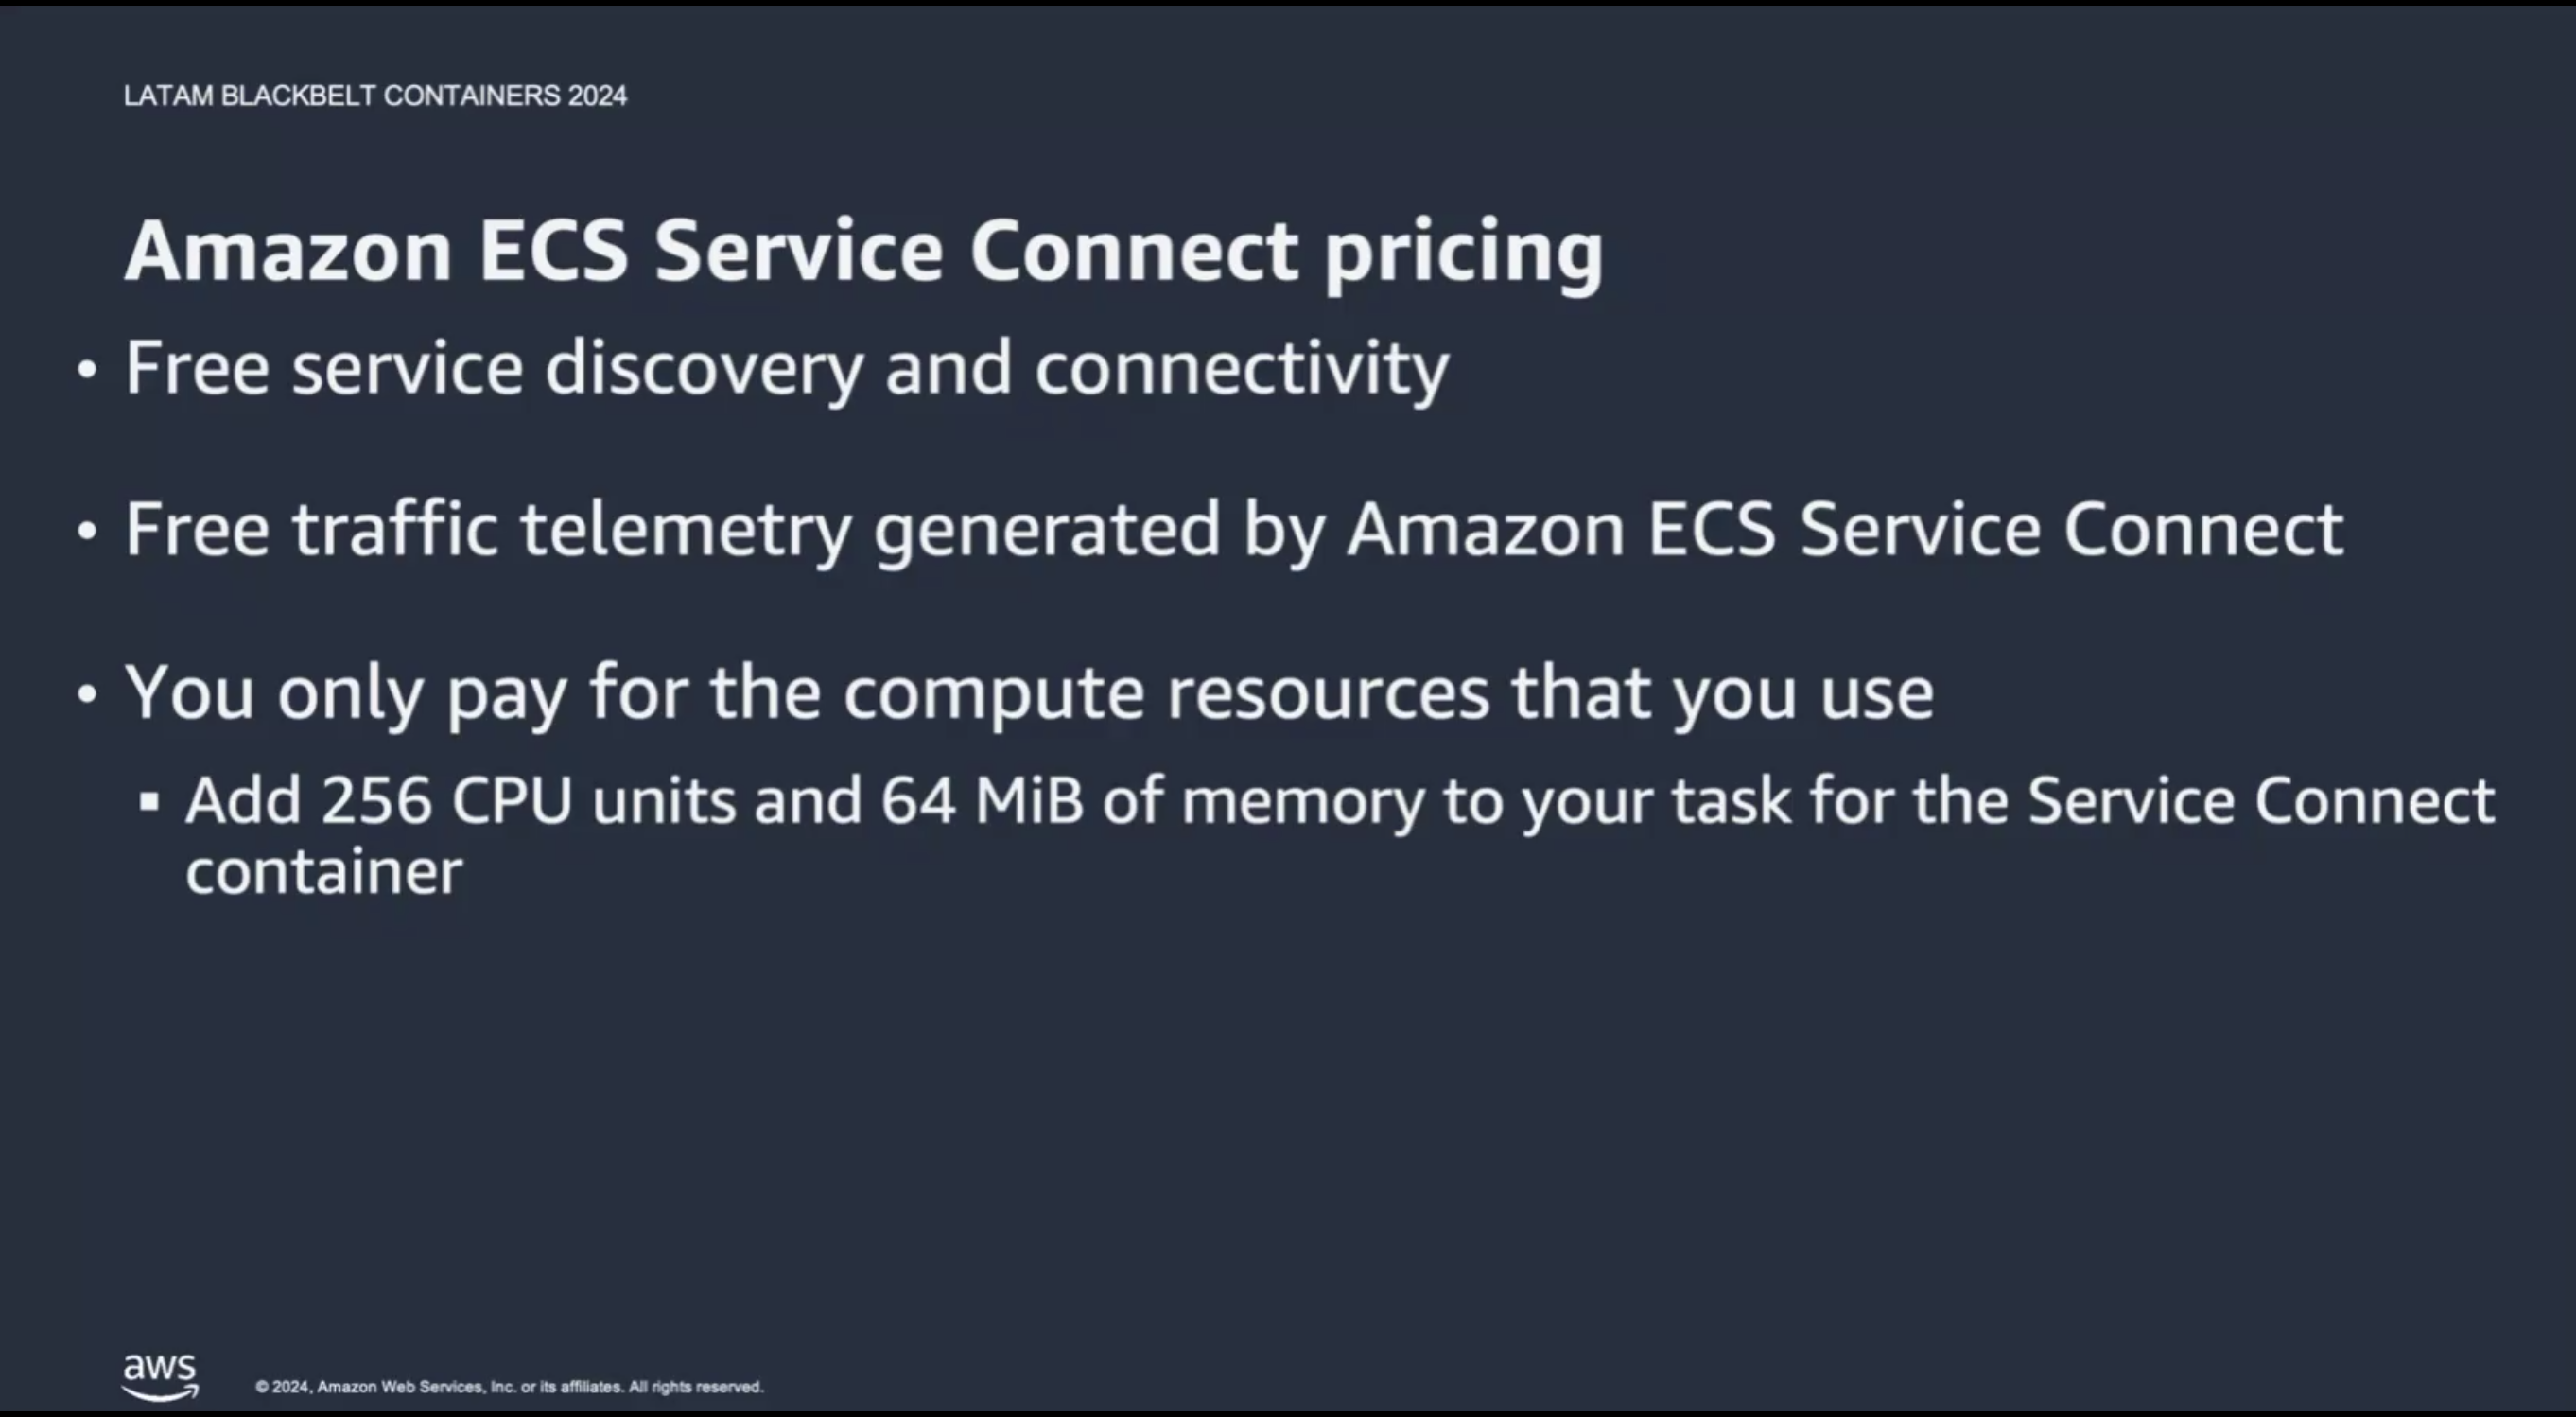 LATAM BLACKBELT CONTAINERS 2024
Amazon ECS Service Connect pricing
• Free service discovery and connectivity
• Free traffic telemetry generated by Amazon ECS Service Connect
• You only pay for the compute resources that you use
▪ Add 256 CPU units and 64 MiB of memory to your task for the Service Connect
container
aws
© 2024, Amazon Web Services, Inc. or its affiliates. All rights reserved.